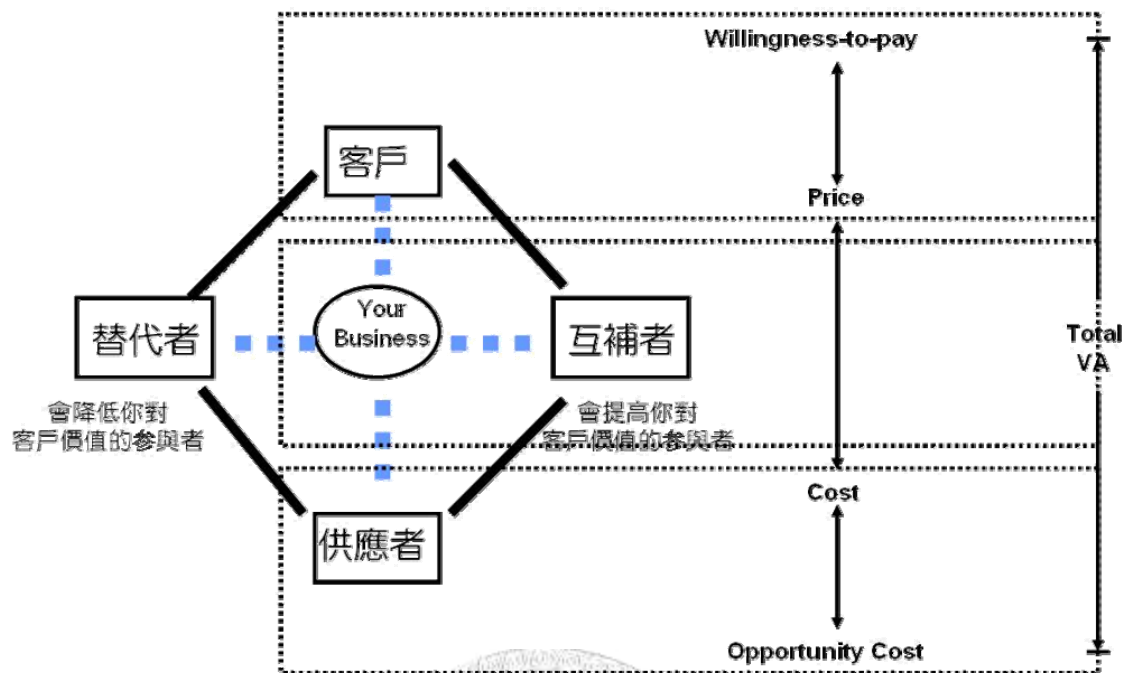 Willingness-to-pay
客戶
Price
Your
Business
替代者
互補者
Total
VA
會降低你對
客戶價值的參與者
會提高你對
客戶價值的參與者
Cost
供應者
Opportunity Cost